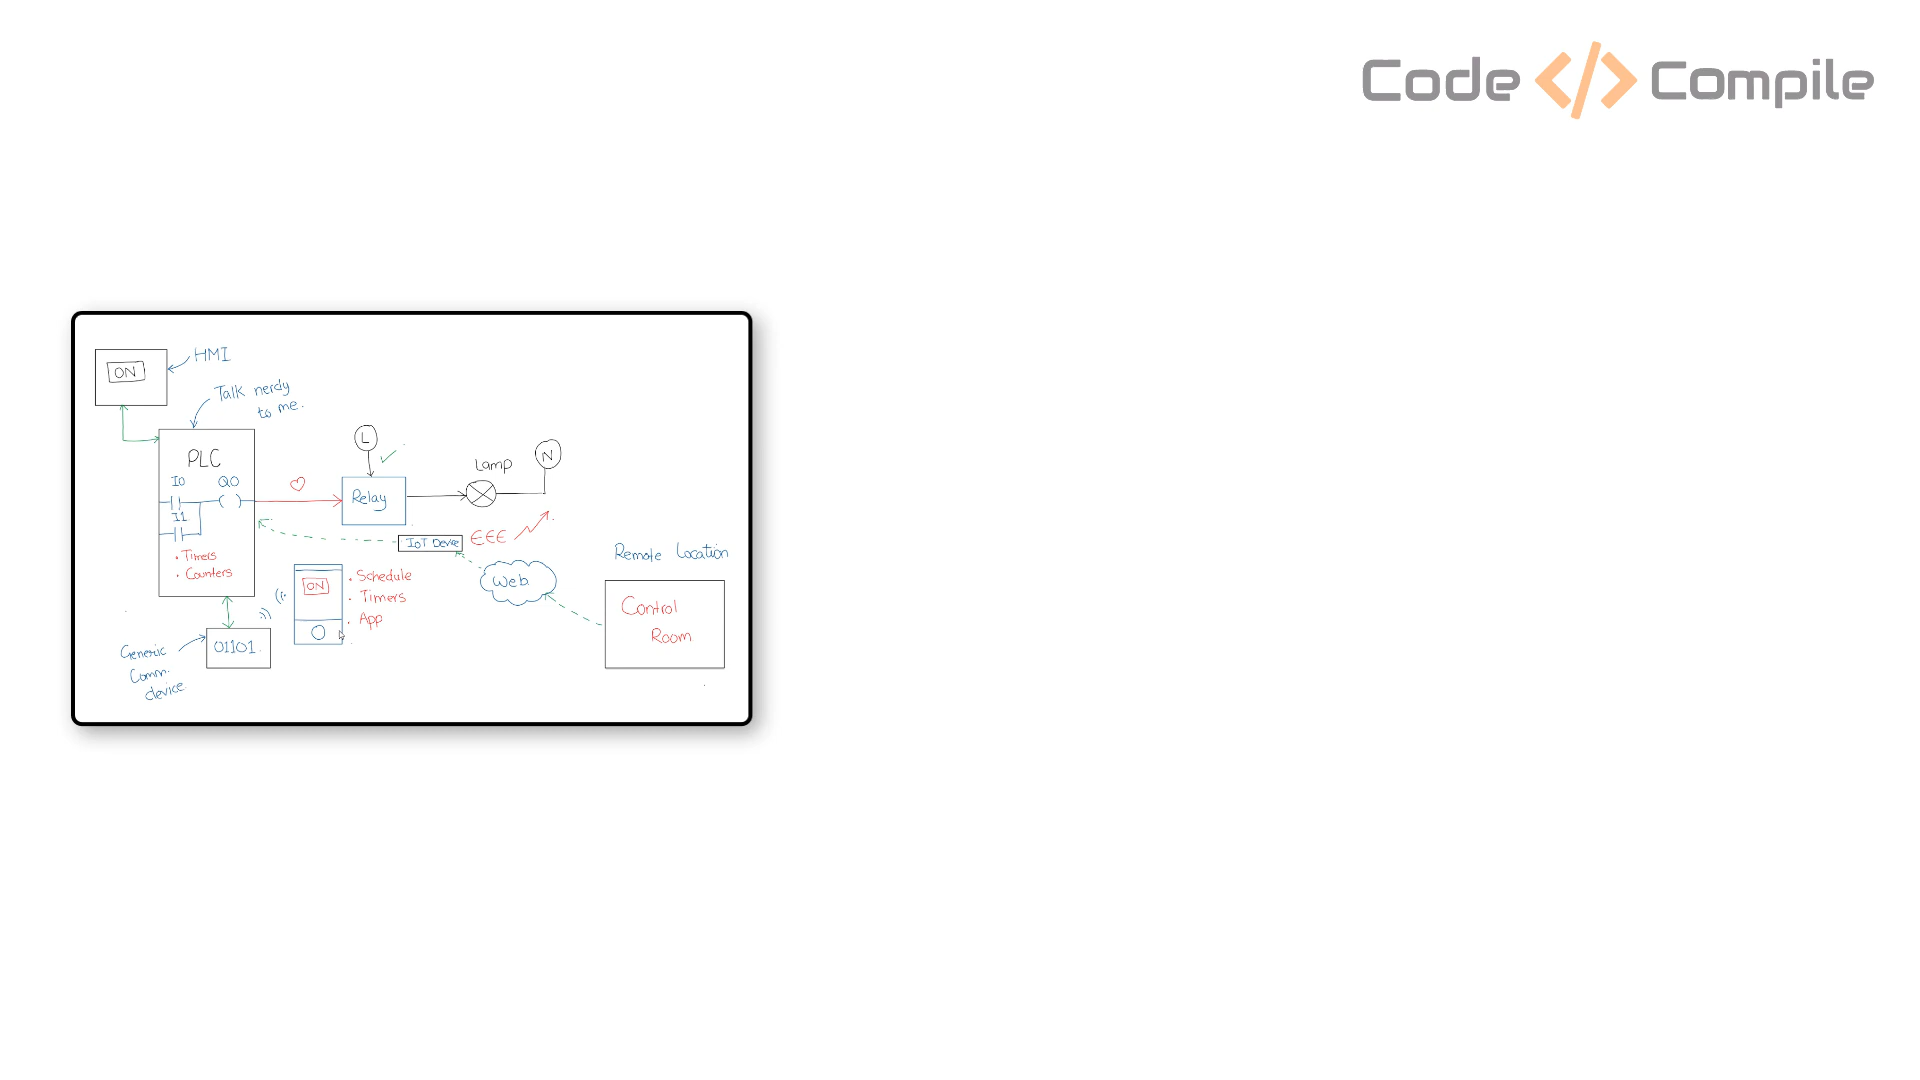 Code </> Compile
HMI
ON
Talk nerdy
to me.
PLC
I0 Q0
I1
• Timers
• Counters
L
Relay
Lamp
N
IoT Device
EEE
Web
Remote Location
Control
Room
ON
• Schedule
• Timers
• App
01101.
Generic
Comm.
device